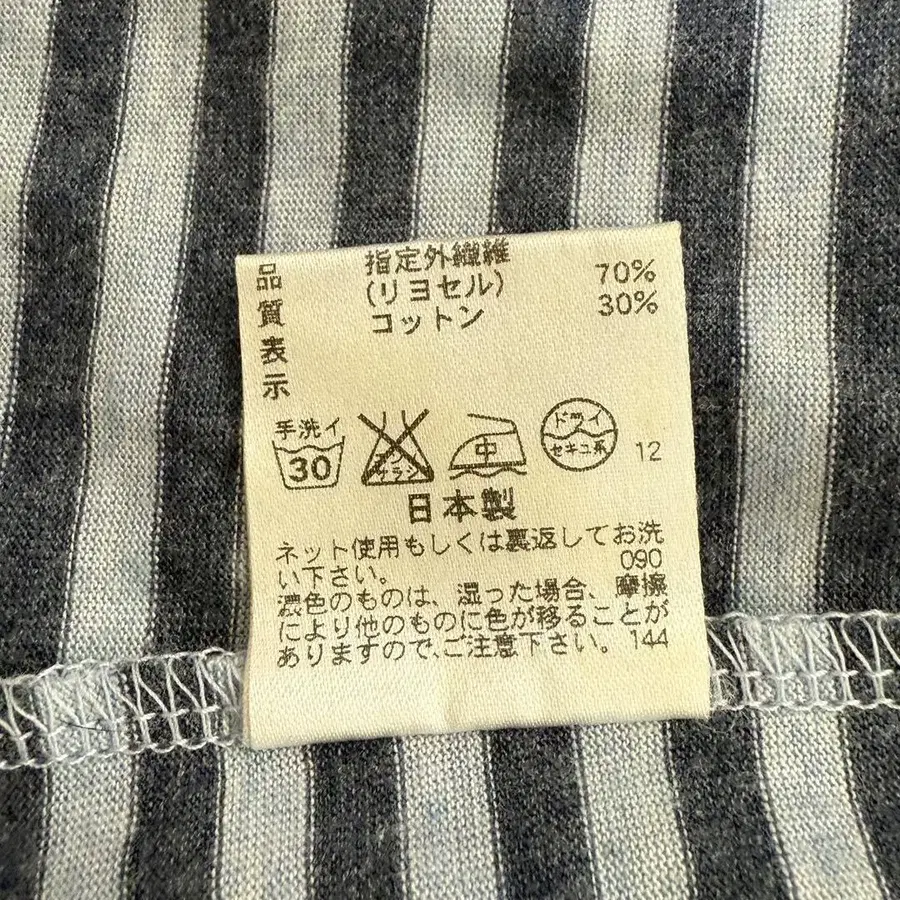 品質表示
指定外繊維
(リヨセル) 70%
コットン 30%
手洗イ
30
エンソ
サラシ
中
ドライ
セキユ系
12
日本製
ネット使用もしくは裏返してお洗
い下さい。 090
濃色のものは、湿った場合、摩擦
により他のものに色が移ることが
ありますので、ご注意下さい。 144